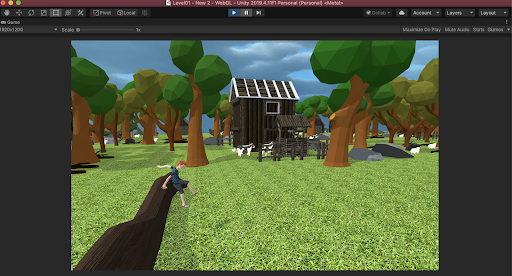 Level01 - New 2 - WebGL - Unity 2019.4.11f1 Personal (Personal) <Metal>
Pivot Local Collab Account Layers Layout
Game
1920x1200 Scale 1x Maximize On Play Mute Audio Stats Gizmos